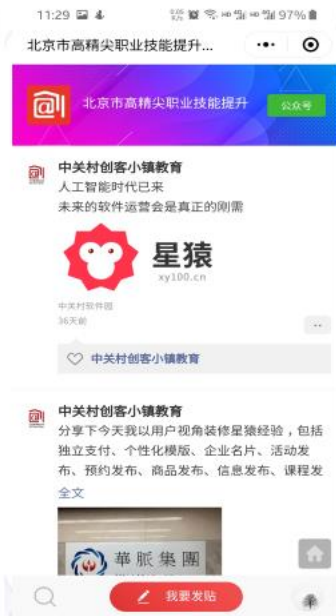 11:29
97%
北京市高精尖职业技能提升...
北京市高精尖职业技能提升
公众号
中关村创客小镇教育
人工智能时代已来
未来的软件运营会是真正的刚需
星猿
xy100.cn
中关村软件园
36天前
中关村创客小镇教育
中关村创客小镇教育
分享下今天我以用户视角装修星猿经验，包括
独立支付、个性化模版、企业名片、活动发
布、预约发布、商品发布、信息发布、课程发
全文
華脈集團
我要发贴